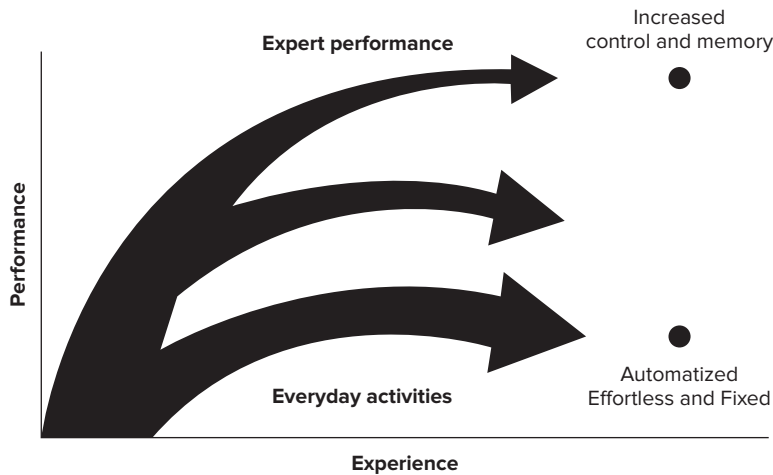 Increased
control and memory
Expert performance
Performance
Everyday activities
Automatized
Effortless and Fixed
Experience